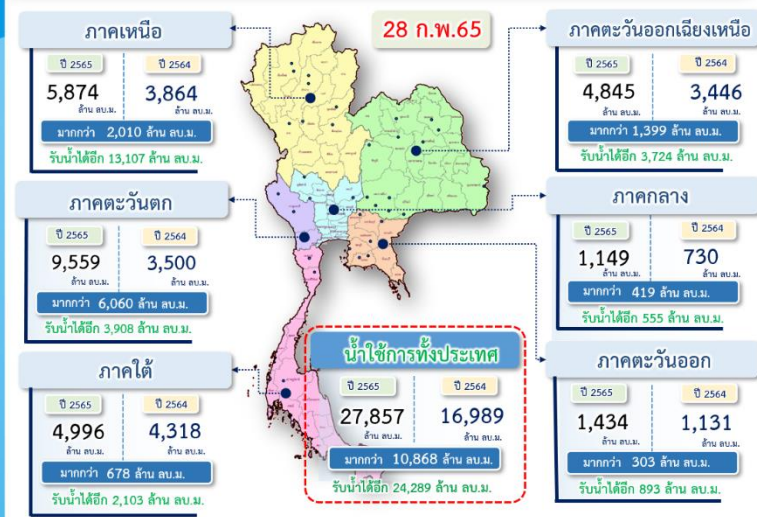 28 ก.พ.65
ภาคเหนือ
ปี 2565 ปี 2564
5,874 3,864
ล้าน ลบ.ม. ล้าน ลบ.ม.
มากกว่า 2,010 ล้าน ลบ.ม.
รับน้ำได้อีก 13,107 ล้าน ลบ.ม.
ภาคตะวันตก
ปี 2565 ปี 2564
9,559 3,500
ล้าน ลบ.ม. ล้าน ลบ.ม.
มากกว่า 6,060 ล้าน ลบ.ม.
รับน้ำได้อีก 3,908 ล้าน ลบ.ม.
ภาคใต้
ปี 2565 ปี 2564
4,996 4,318
ล้าน ลบ.ม. ล้าน ลบ.ม.
มากกว่า 678 ล้าน ลบ.ม.
รับน้ำได้อีก 2,103 ล้าน ลบ.ม.
น้ำใช้การทั้งประเทศ
ปี 2565 ปี 2564
27,857 16,989
ล้าน ลบ.ม. ล้าน ลบ.ม.
มากกว่า 10,868 ล้าน ลบ.ม.
รับน้ำได้อีก 24,289 ล้าน ลบ.ม.
ภาคตะวันออกเฉียงเหนือ
ปี 2565 ปี 2564
4,845 3,446
ล้าน ลบ.ม. ล้าน ลบ.ม.
มากกว่า 1,399 ล้าน ลบ.ม.
รับน้ำได้อีก 3,724 ล้าน ลบ.ม.
ภาคกลาง
ปี 2565 ปี 2564
1,149 730
ล้าน ลบ.ม. ล้าน ลบ.ม.
มากกว่า 419 ล้าน ลบ.ม.
รับน้ำได้อีก 555 ล้าน ลบ.ม.
ภาคตะวันออก
ปี 2565 ปี 2564
1,434 1,131
ล้าน ลบ.ม. ล้าน ลบ.ม.
มากกว่า 303 ล้าน ลบ.ม.
รับน้ำได้อีก 893 ล้าน ลบ.ม.